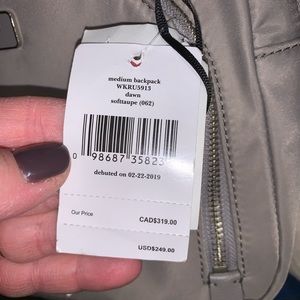 medium backpack
WKRU5915
dawn
softtaupe (062)
0 98687 35823
debuted on 02-22-2019
Our Price
CAD$319.00
USD$249.00